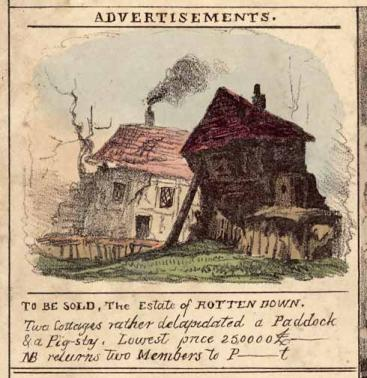 ADVERTISEMENTS.
TO BE SOLD, The Estate of ROTTEN DOWN.
Two Cottages rather delapedated a Paddock
& a Pig-sty. Lowest price 250000£——
NB returns two Members to P——t